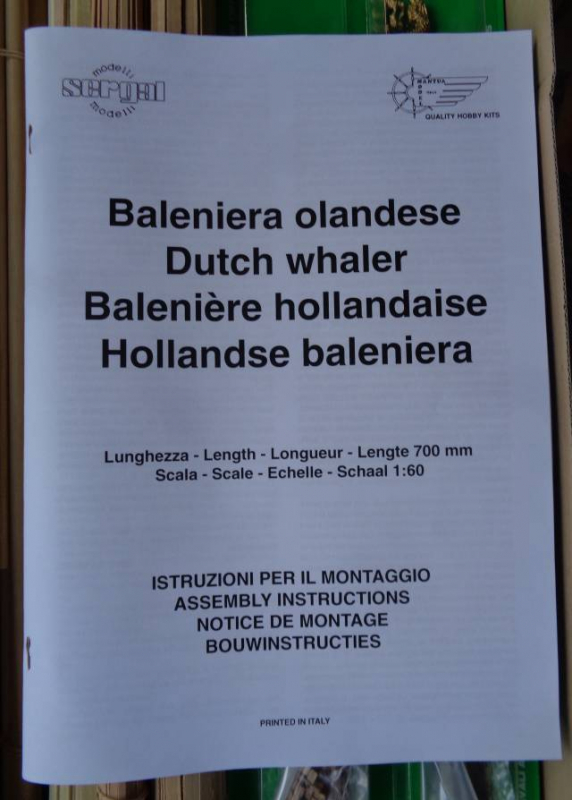 modelli
sergal
modelli
MANTUA
MODEL
QUALITY HOBBY KITS
Baleniera olandese
Dutch whaler
Balenière hollandaise
Hollandse baleniera
Lunghezza - Length - Longueur - Lengte 700 mm
Scala - Scale - Echelle - Schaal 1:60
ISTRUZIONI PER IL MONTAGGIO
ASSEMBLY INSTRUCTIONS
NOTICE DE MONTAGE
BOUWINSTRUCTIES
PRINTED IN ITALY